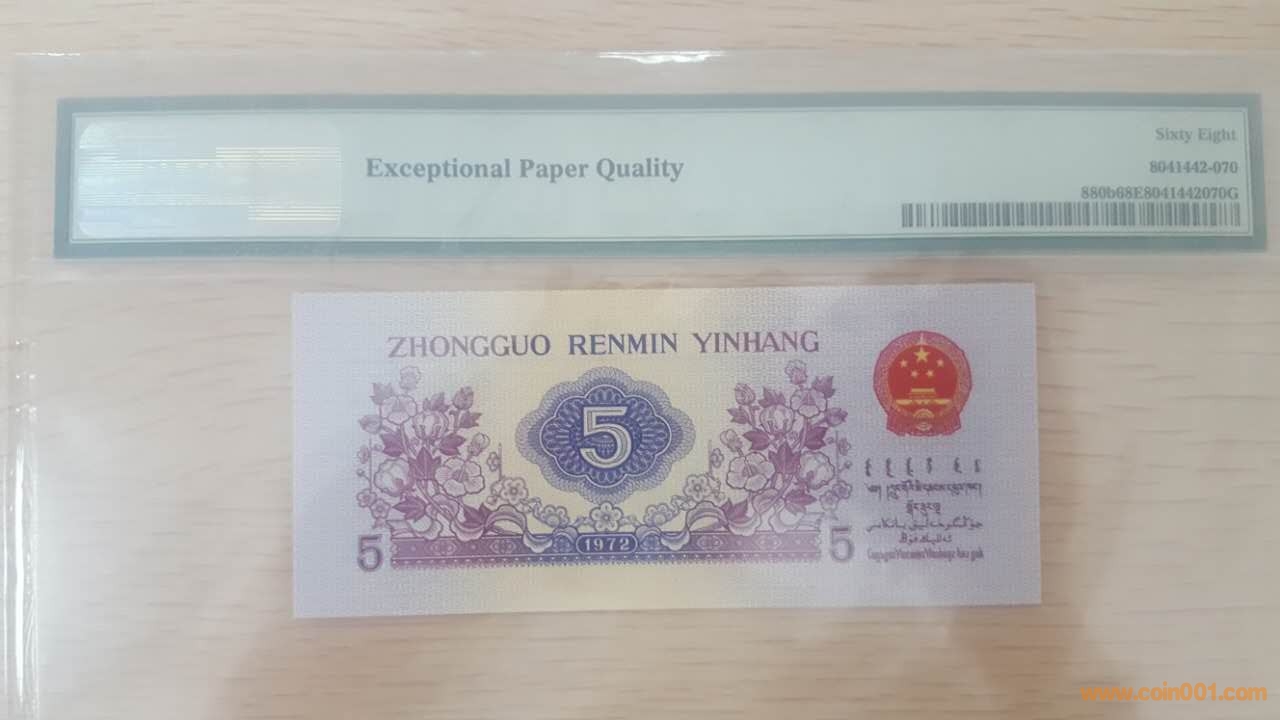 Exceptional Paper Quality
Sixty Eight
8041442-070
880b68E8041442070G
ZHONGGUO RENMIN YINHANG
5
5 1972 5
www.coin001.com